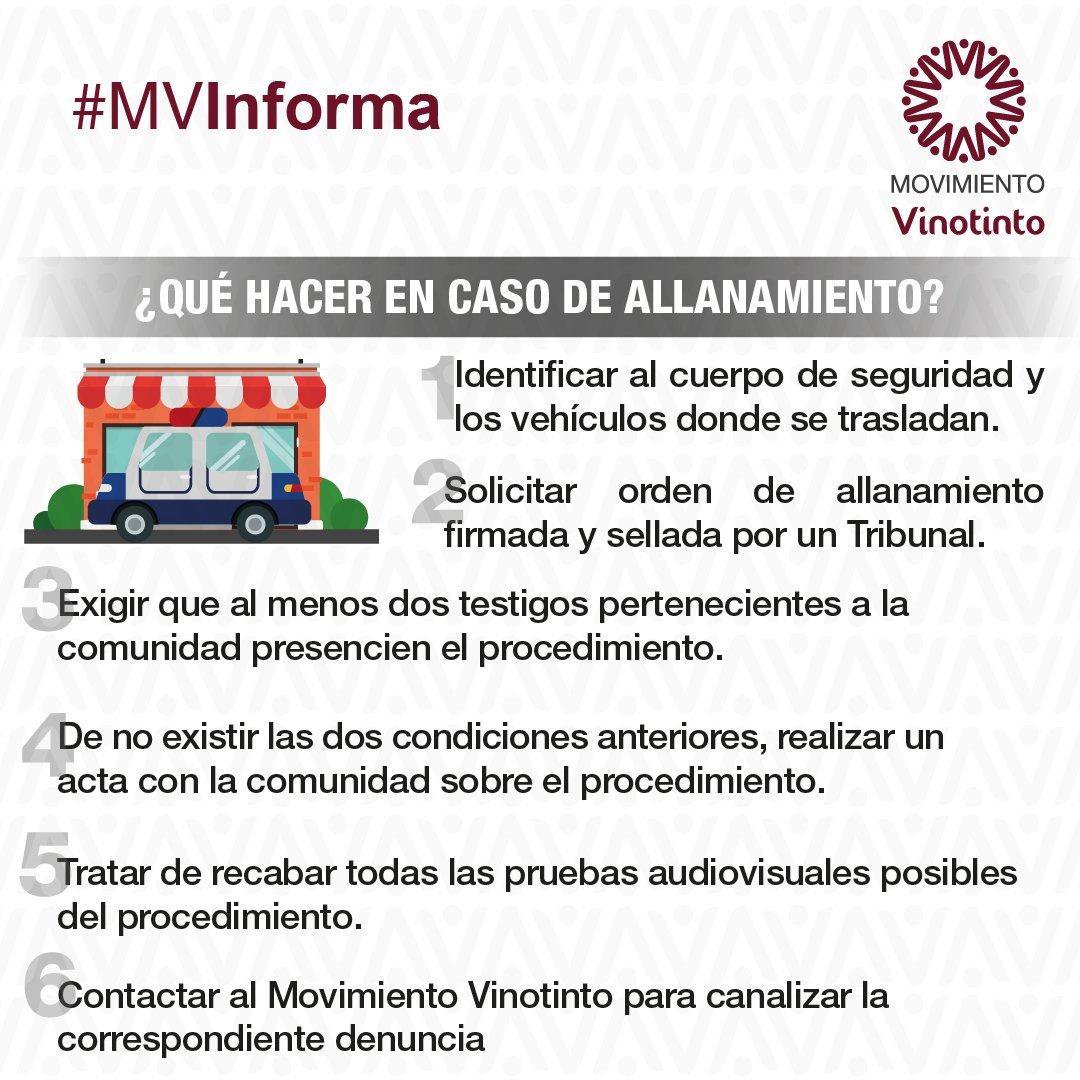 #MVInforma
MOVIMIENTO
Vinotinto
¿QUÉ HACER EN CASO DE ALLANAMIENTO?
1 Identificar al cuerpo de seguridad y
los vehículos donde se trasladan.
2 Solicitar orden de allanamiento
firmada y sellada por un Tribunal.
3 Exigir que al menos dos testigos pertenecientes a la
comunidad presencien el procedimiento.
4 De no existir las dos condiciones anteriores, realizar un
acta con la comunidad sobre el procedimiento.
5 Tratar de recabar todas las pruebas audiovisuales posibles
del procedimiento.
6 Contactar al Movimiento Vinotinto para canalizar la
correspondiente denuncia